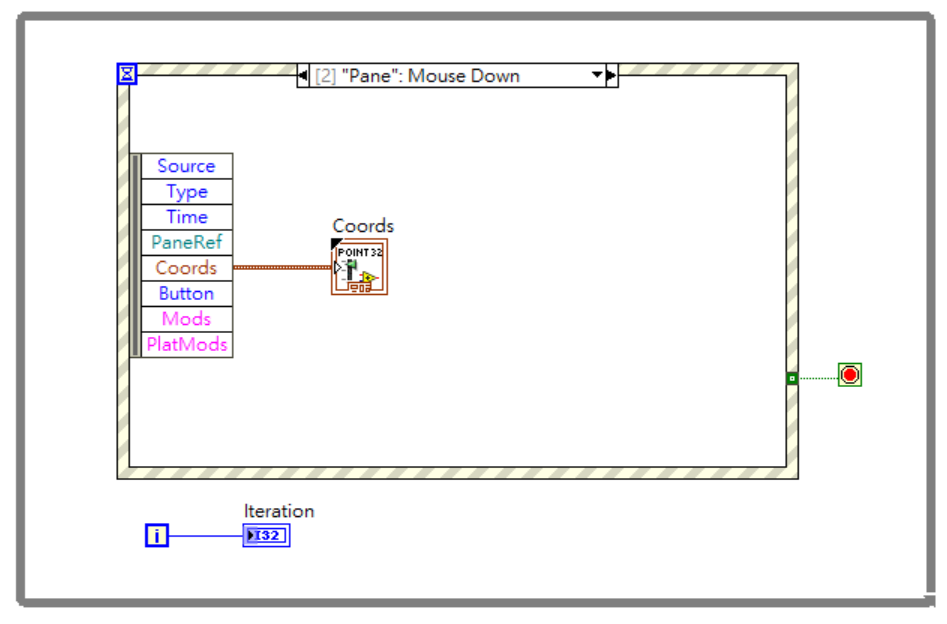 [2] "Pane": Mouse Down
Source
Type
Time
PaneRef
Coords
Button
Mods
PlatMods
Coords
POINT32
Iteration
i
I32